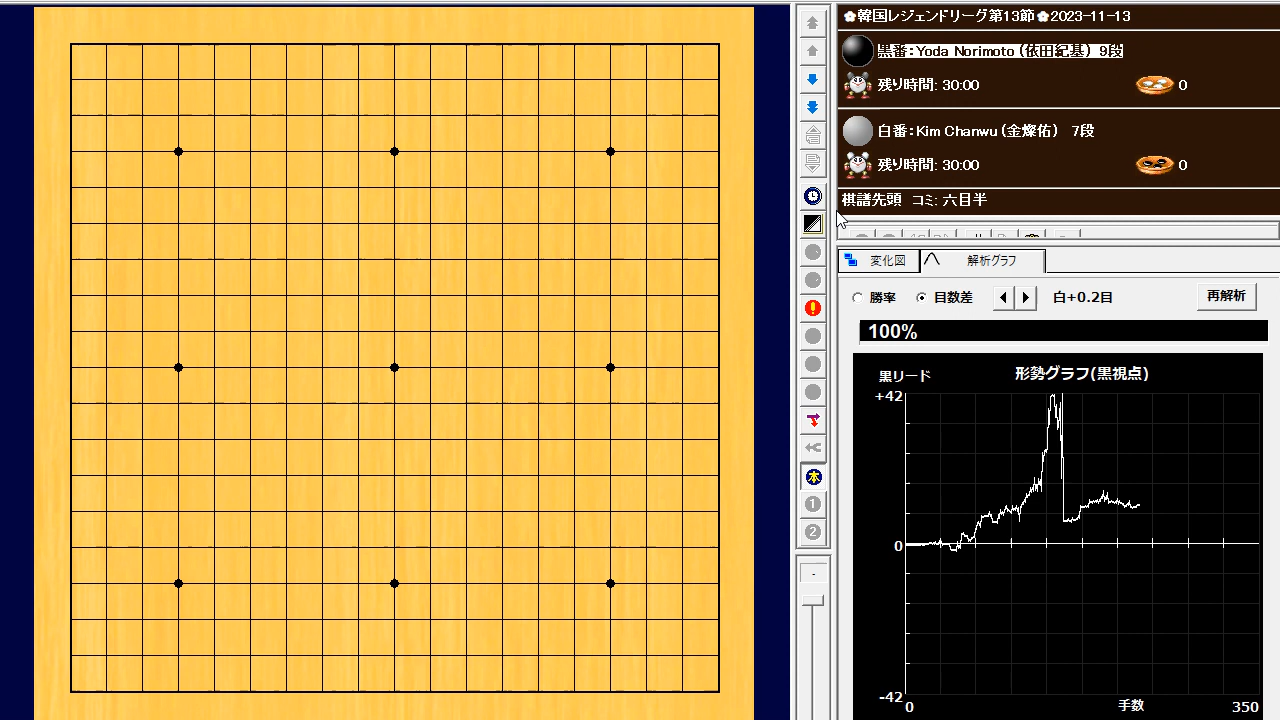 ✿韓国レジェンドリーグ第13節✿2023-11-13
黒番:Yoda Norimoto (依田紀基) 9段
残り時間: 30:00
0
白番:Kim Chanwu (金燦佑) 7段
残り時間: 30:00
0
棋譜先頭 コミ: 六目半
変化図
解析グラフ
勝率
目数差
白+0.2目
再解析
100%
黒リード
形勢グラフ(黒視点)
+42
0
-42
0
手数
350
1
2
-